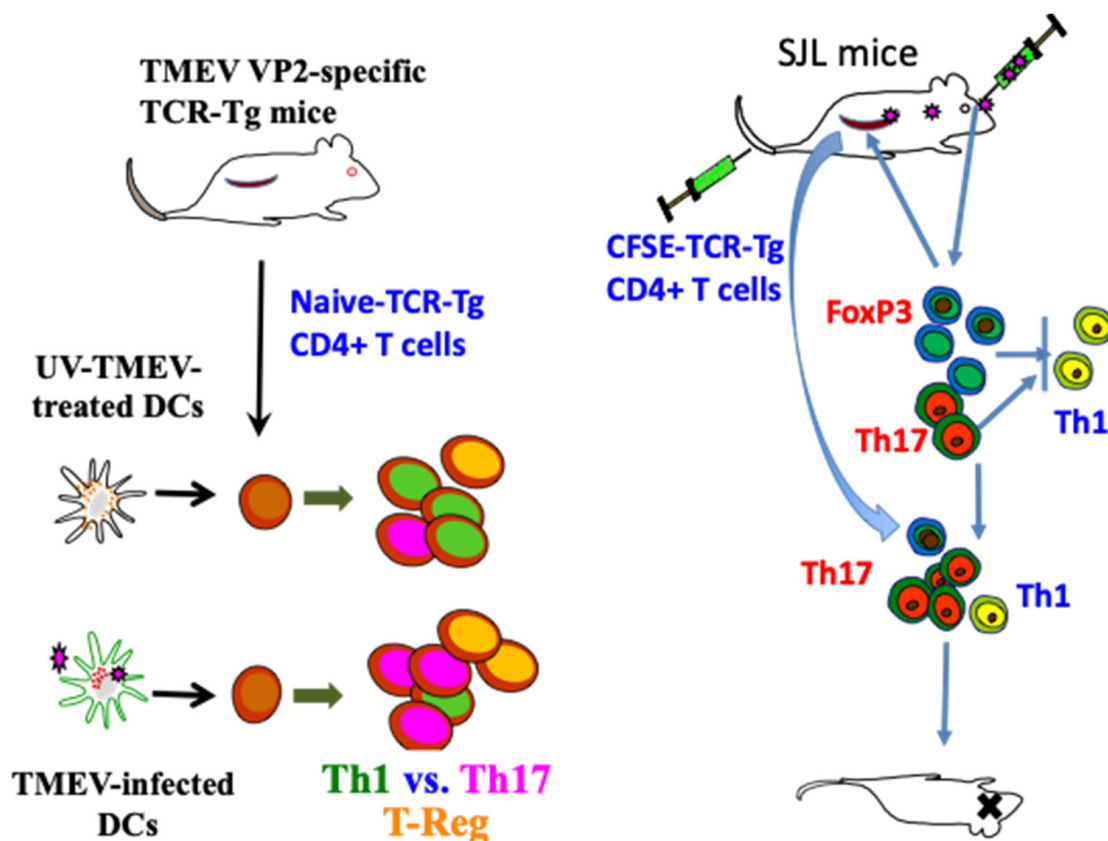 TMEV VP2-specific
TCR-Tg mice
Naive-TCR-Tg
CD4+ T cells
UV-TMEV-
treated DCs
TMEV-infected
DCs
Th1 vs. Th17
T-Reg
SJL mice
CFSE-TCR-Tg
CD4+ T cells
FoxP3
Th17
Th1
Th17
Th1